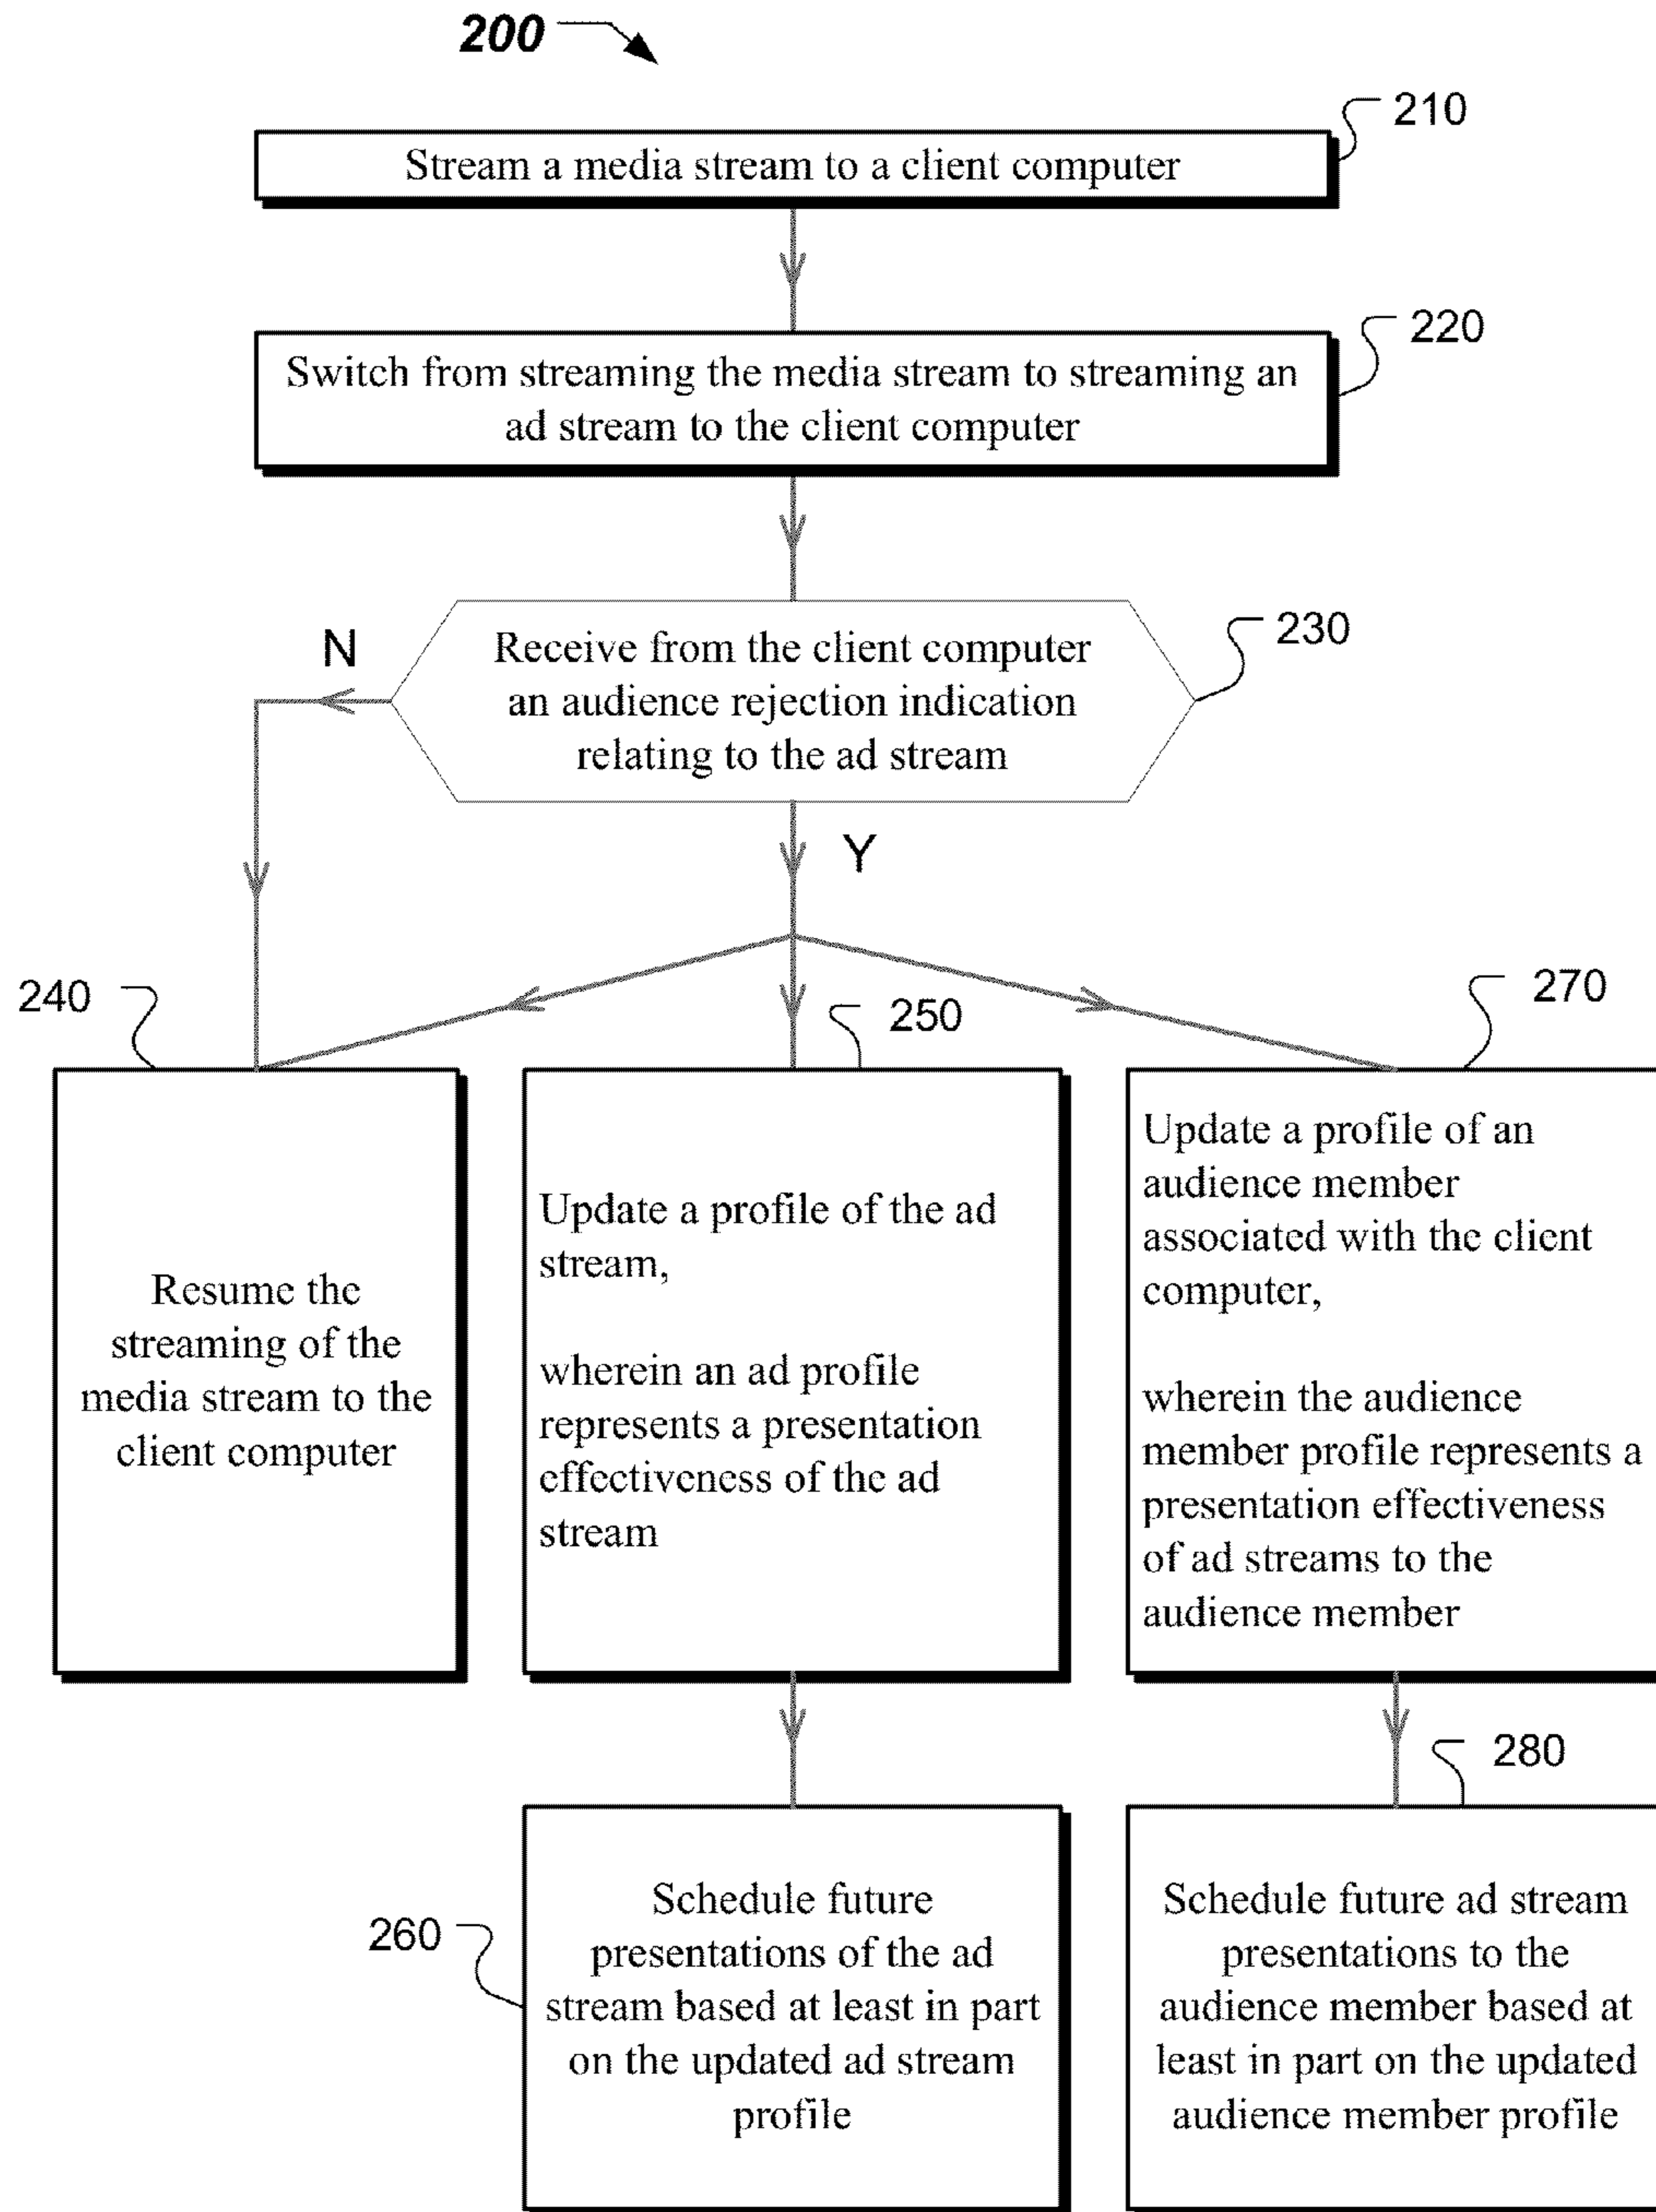 200
210
Stream a media stream to a client computer
220
Switch from streaming the media stream to streaming an
ad stream to the client computer
230
N
Receive from the client computer
an audience rejection indication
relating to the ad stream
Y
240
250
270
Resume the
streaming of the
media stream to the
client computer
Update a profile of the ad
stream,
wherein an ad profile
represents a presentation
effectiveness of the ad
stream
Update a profile of an
audience member
associated with the client
computer,
wherein the audience
member profile represents a
presentation effectiveness
of ad streams to the
audience member
260
280
Schedule future
presentations of the ad
stream based at least in part
on the updated ad stream
profile
Schedule future ad stream
presentations to the
audience member based at
least in part on the updated
audience member profile